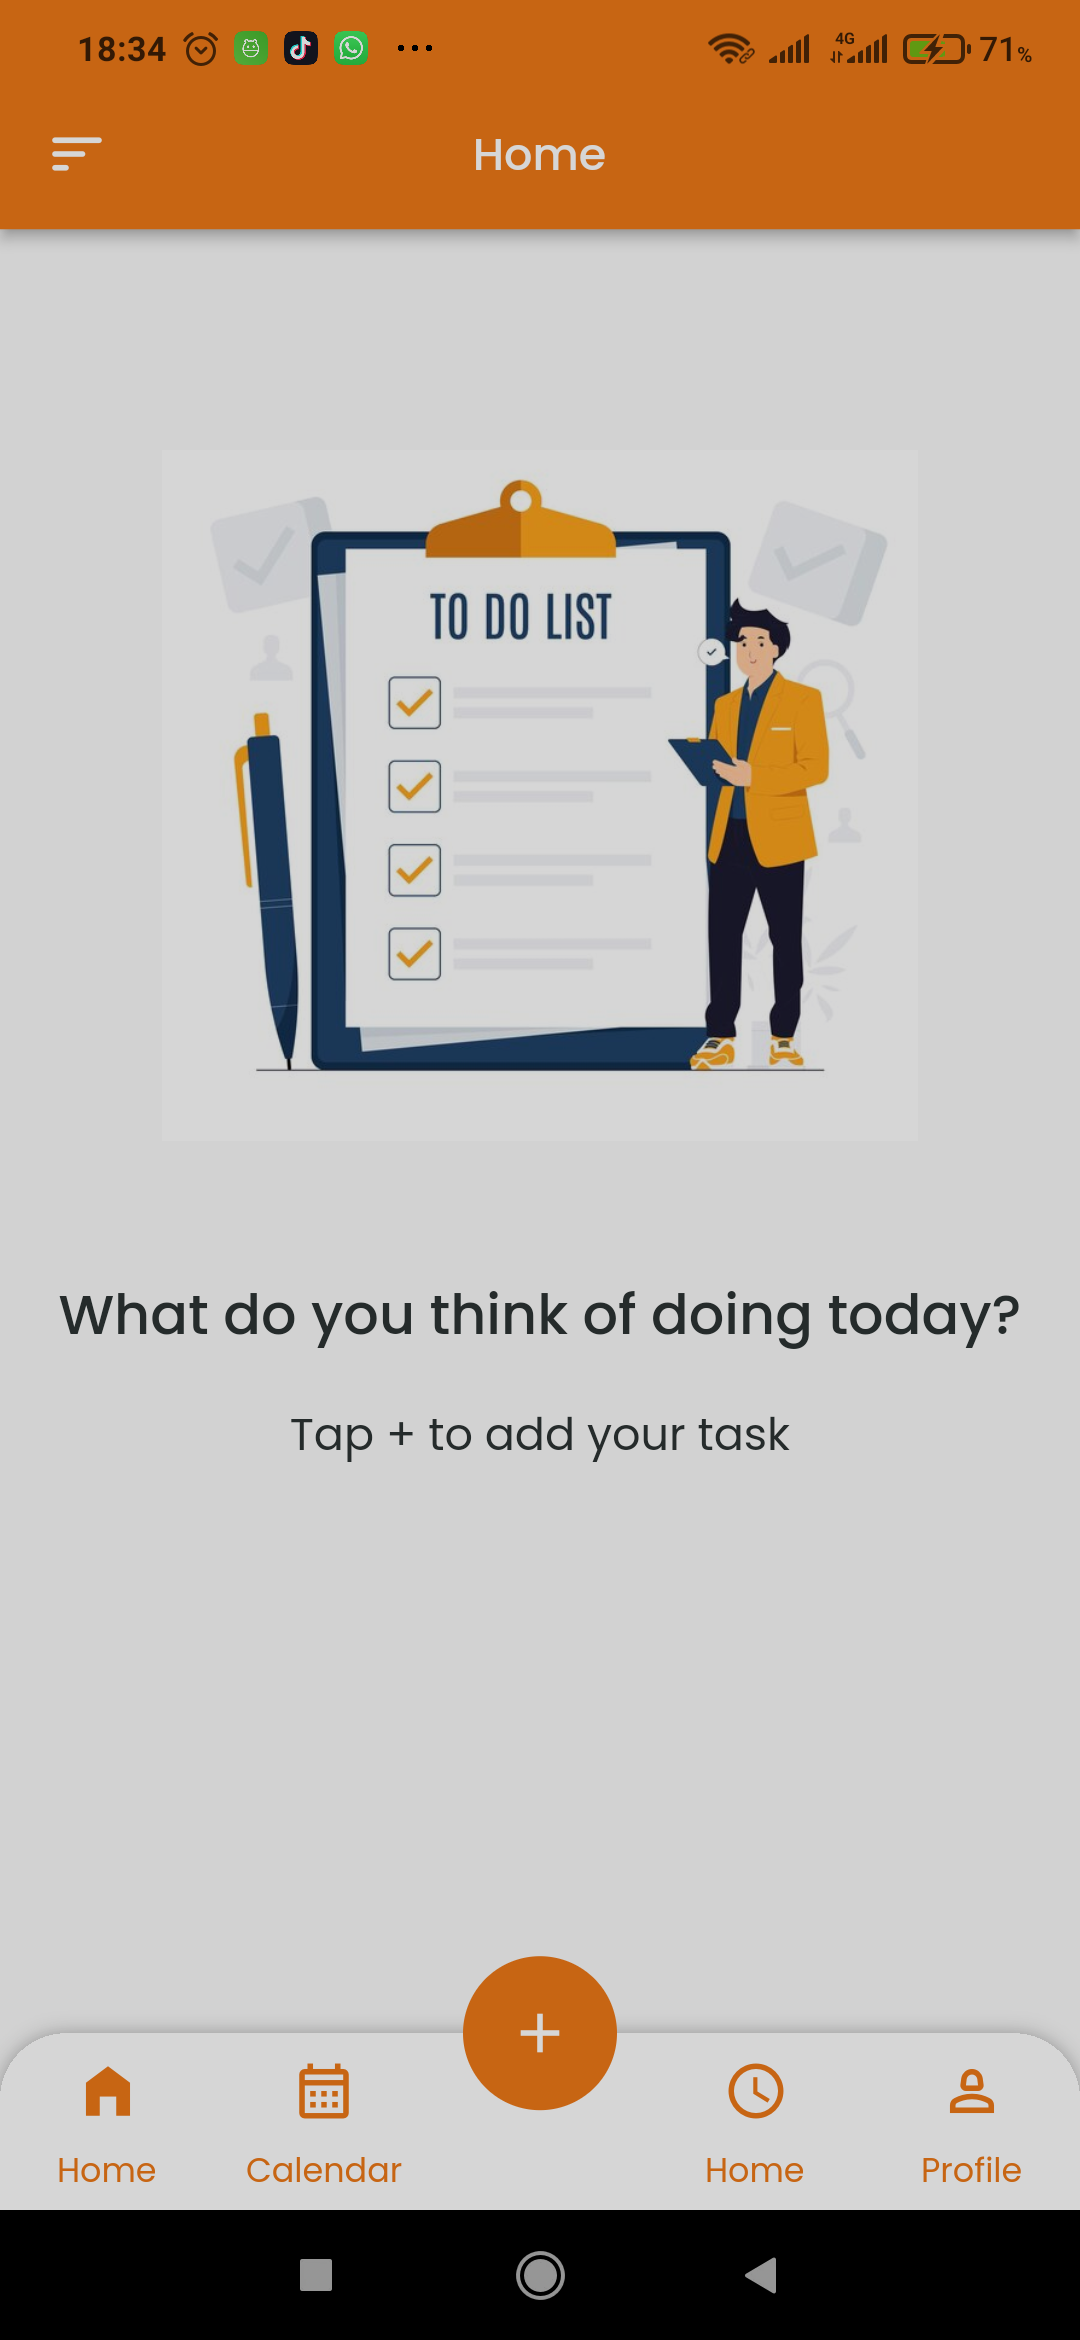 18:34
4G
71%
Home
TO DO LIST
What do you think of doing today?
Tap + to add your task
Home
Calendar
Home
Profile